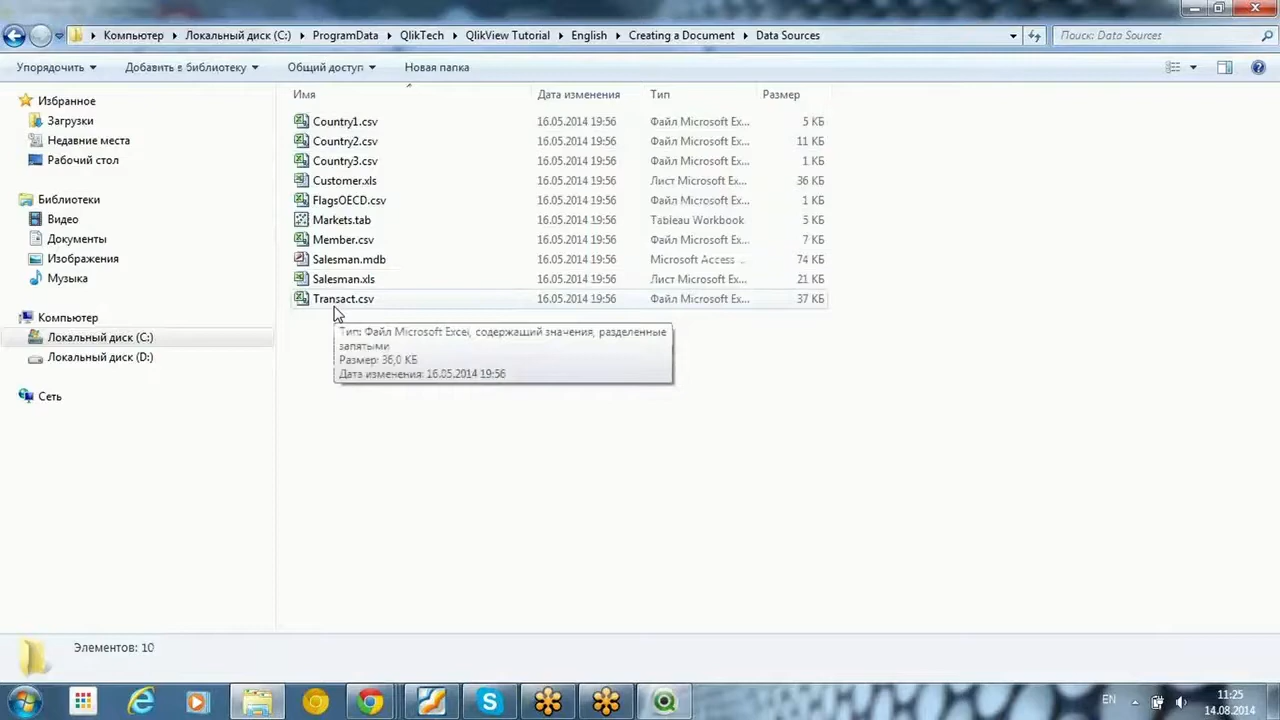 Компьютер Локальный диск (C:) ProgramData QlikTech QlikView Tutorial English Creating a Document Data Sources Поиск: Data Sources
Упорядочить Добавить в библиотеку Общий доступ Новая папка
Избранное
Загрузки
Недавние места
Рабочий стол
Библиотеки
Видео
Документы
Изображения
Музыка
Компьютер
Локальный диск (C:)
Локальный диск (D:)
Сеть
Имя Дата изменения Тип Размер
Country1.csv 16.05.2014 19:56 Файл Microsoft Ex... 5 КБ
Country2.csv 16.05.2014 19:56 Файл Microsoft Ex... 11 КБ
Country3.csv 16.05.2014 19:56 Файл Microsoft Ex... 1 КБ
Customer.xls 16.05.2014 19:56 Лист Microsoft Ex... 36 КБ
FlagsOECD.csv 16.05.2014 19:56 Файл Microsoft Ex... 1 КБ
Markets.tab 16.05.2014 19:56 Tableau Workbook 5 КБ
Member.csv 16.05.2014 19:56 Файл Microsoft Ex... 7 КБ
Salesman.mdb 16.05.2014 19:56 Microsoft Access ... 74 КБ
Salesman.xls 16.05.2014 19:56 Лист Microsoft Ex... 21 КБ
Transact.csv 16.05.2014 19:56 Файл Microsoft Ex... 37 КБ
Тип: Файл Microsoft Excel, содержащий значения, разделенные
запятыми
Размер: 36,0 КБ
Дата изменения: 16.05.2014 19:56
Элементов: 10
EN
11:25
14.08.2014